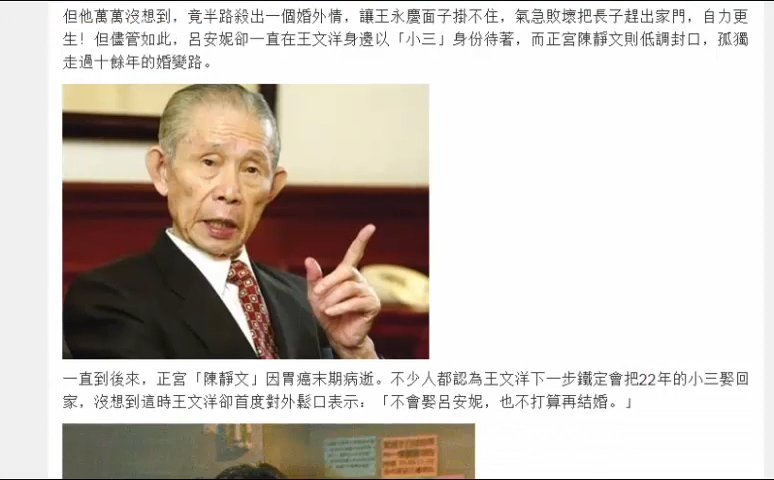 但他萬萬沒想到，竟半路殺出一個婚外情，讓王永慶面子掛不住，氣急敗壞把長子趕出家門，自力更
生！但儘管如此，呂安妮卻一直在王文洋身邊以「小三」身份待著，而正宮陳靜文則低調封口，孤獨
走過十餘年的婚變路。
一直到後來，正宮「陳靜文」因胃癌末期病逝。不少人都認為王文洋下一步鐵定會把22年的小三娶回
家，沒想到這時王文洋卻首度對外鬆口表示：「不會娶呂安妮，也不打算再結婚。」